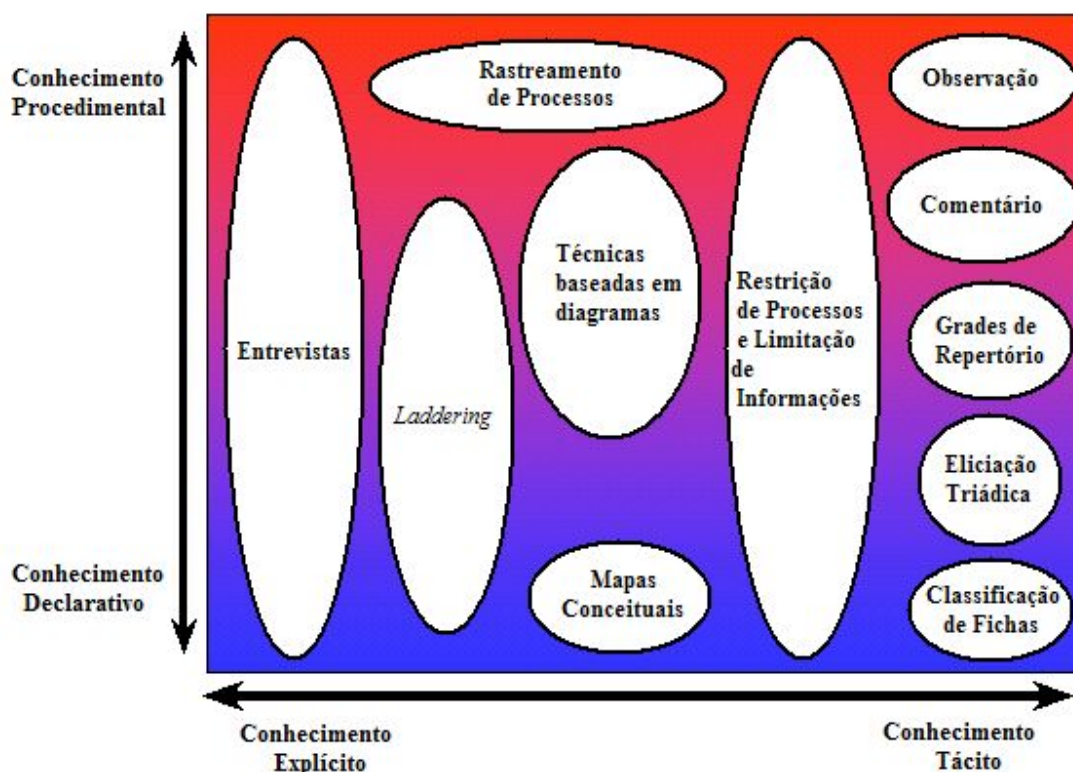 Conhecimento
Procedimental
Rastreamento
de Processos
Observação
Comentário
Técnicas
baseadas em
diagramas
Restrição
de Processos
e Limitação
de
Informações
Grades de
Repertório
Entrevistas
Laddering
Eliciação
Triádica
Conhecimento
Declarativo
Mapas
Conceituais
Classificação
de Fichas
Conhecimento
Explícito
Conhecimento
Tácito